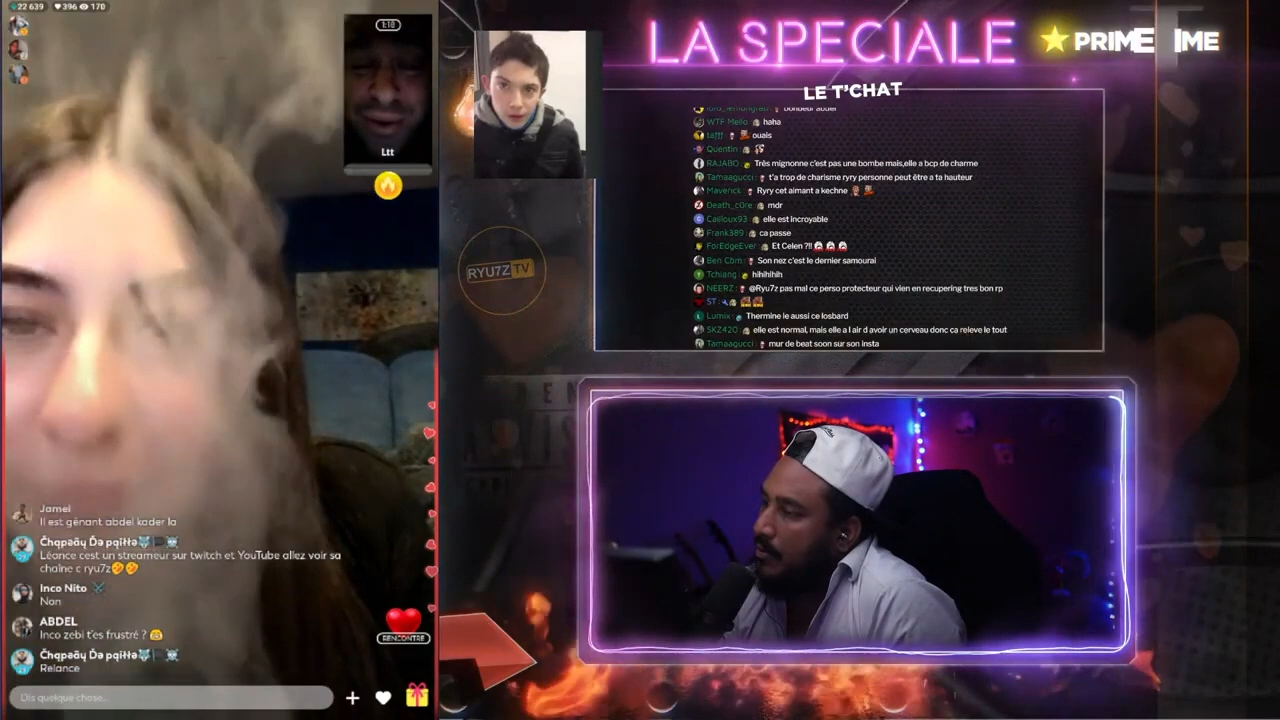 22 639 396 170
1:18
Ltt
Jamei
Il est gênant abdel kader la
Léance cest un streameur sur twitch et YouTube allez voir sa
chaîne c ryu7z🤣🤣
Inco Nito
Nan
ABDEL
Inco zebi t'es frustré ?
Relance
RENCONTRE
Dis quelque chose...
LA SPECIALE
PRIME IME
LE T'CHAT
WTF Mello : haha
ouais
Quentin :
RAJABO : Très mignonne c'est pas une bombe mais,elle a bcp de charme
Tamaagucci : t'a trop de charisme ryry personne peut être a ta hauteur
Maverick : Ryry cet aimant a kechne
Death_c0re : mdr
Cailloux93 : elle est incroyable
Frank389 : ca passe
ForEdgeEver : Et Celen ?!!
Ben Cbm : Son nez c'est le dernier samourai
Tchiang : hihihihih
NEERZ : @Ryu7z pas mal ce perso protecteur qui vien en recupering tres bon rp
ST :
Lumix : Thermine le aussi ce losbard
SKZ420 : elle est normal, mais elle a l air d avoir un cerveau donc ça releve le tout
Tamaagucci : mur de beat soon sur son insta
RYU7Z TV